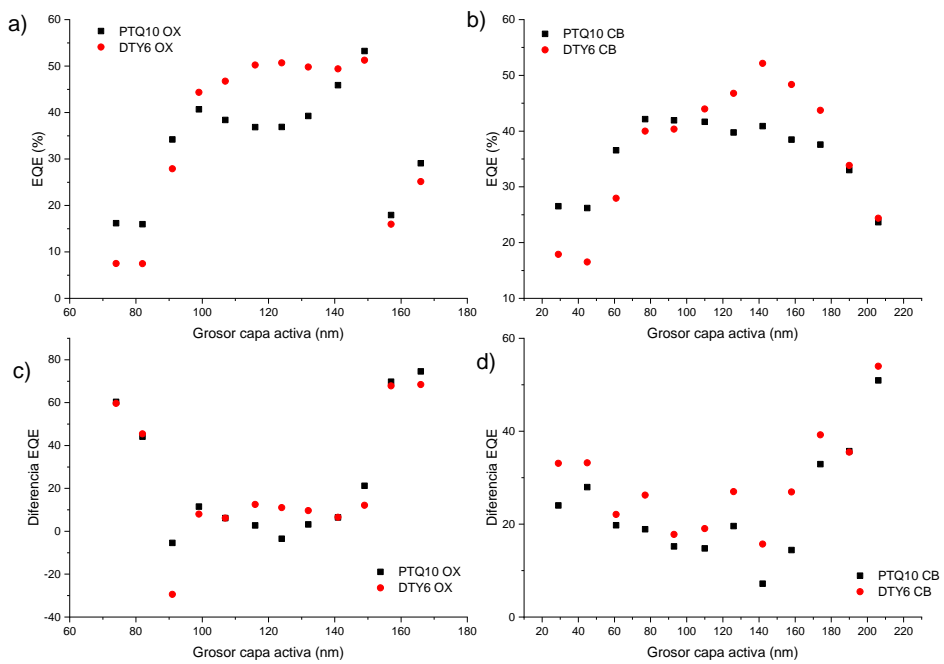 a)
PTQ10 OX
DTY6 OX
EQE (%)
60
50
40
30
20
10
0
60 80 100 120 140 160 180
Grosor capa activa (nm)
b)
PTQ10 CB
DTY6 CB
EQE (%)
60
50
40
30
20
10
20 40 60 80 100 120 140 160 180 200 220
Grosor capa activa (nm)
c)
PTQ10 OX
DTY6 OX
Diferencia EQE
80
60
40
20
0
-20
-40
60 80 100 120 140 160 180
Grosor capa activa (nm)
d)
PTQ10 CB
DTY6 CB
Diferencia EQE
60
40
20
0
20 40 60 80 100 120 140 160 180 200 220
Grosor capa activa (nm)